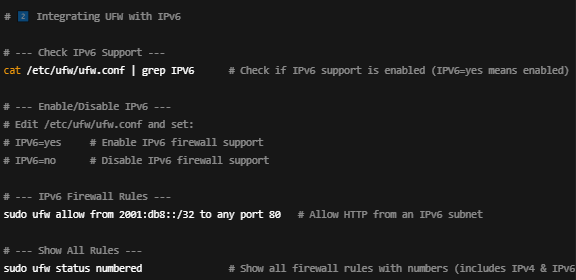 # 2 Integrating UFW with IPv6
# --- Check IPv6 Support ---
cat /etc/ufw/ufw.conf | grep IPV6 # Check if IPv6 support is enabled (IPV6=yes means enabled)
# --- Enable/Disable IPv6 ---
# Edit /etc/ufw/ufw.conf and set:
# IPV6=yes # Enable IPv6 firewall support
# IPV6=no # Disable IPv6 firewall support
# --- IPv6 Firewall Rules ---
sudo ufw allow from 2001:db8::/32 to any port 80 # Allow HTTP from an IPv6 subnet
# --- Show All Rules ---
sudo ufw status numbered # Show all firewall rules with numbers (includes IPv4 & IPv6